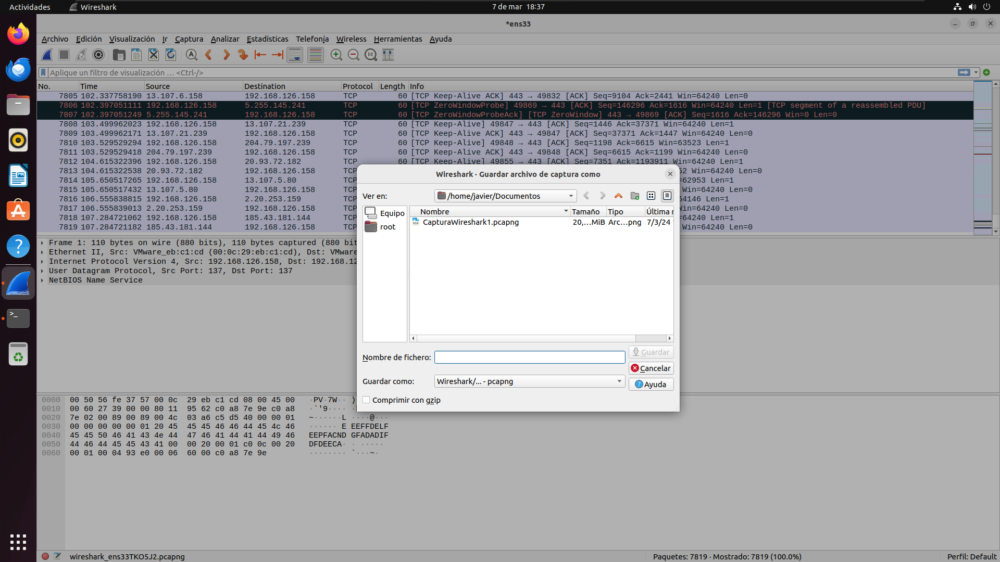 Actividades Wireshark 7 de mar 18:37
*ens33
Archivo Edición Visualización Ir Captura Analizar Estadísticas Telefonía Wireless Herramientas Ayuda
Aplique un filtro de visualización … <Ctrl-/>
No. Time Source Destination Protocol Length Info
7805 102.337758190 13.107.6.158 192.168.126.158 TCP 60 [TCP Keep-Alive ACK] 443 → 49832 [ACK] Seq=9104 Ack=2441 Win=64240 Len=0
7806 102.397051111 192.168.126.158 5.255.145.241 TCP 60 [TCP ZeroWindowProbe] 49869 → 443 [ACK] Seq=146296 Ack=1616 Win=64240 Len=1 [TCP segment of a reassembled PDU]
7807 102.397051249 5.255.145.241 192.168.126.158 TCP 60 [TCP ZeroWindowProbeAck] [TCP ZeroWindow] 443 → 49869 [ACK] Seq=1616 Ack=146296 Win=0 Len=0
7808 103.499962023 192.168.126.158 13.107.21.239 TCP 60 [TCP Keep-Alive] 49847 → 443 [ACK] Seq=1446 Ack=37371 Win=64240 Len=1
7809 103.499962171 13.107.21.239 192.168.126.158 TCP 60 [TCP Keep-Alive ACK] 443 → 49847 [ACK] Seq=37371 Ack=1447 Win=64240 Len=0
7810 103.529529294 192.168.126.158 204.79.197.239 TCP 60 [TCP Keep-Alive] 49848 → 443 [ACK] Seq=1198 Ack=6615 Win=63523 Len=1
7811 103.529529418 204.79.197.239 192.168.126.158 TCP 60 [TCP Keep-Alive ACK] 443 → 49848 [ACK] Seq=6615 Ack=1199 Win=64240 Len=0
7812 104.615322396 192.168.126.158 20.93.72.182 TCP 60 [TCP Keep-Alive] 49855 → 443 [ACK] Seq=7351 Ack=1193911 Win=64240 Len=1
7813 104.615322538 20.93.72.182 192.168.126.158 52 Win=64240 Len=0
7814 105.650517265 192.168.126.158 13.107.5.80 =62953 Len=1
7815 105.650517432 13.107.5.80 192.168.126.158 Win=64240 Len=0
7816 106.555838815 192.168.126.158 2.20.253.159 64146 Len=1
7817 106.555839013 2.20.253.159 192.168.126.158 Win=64240 Len=0
7818 107.284721062 192.168.126.158 185.43.181.144 =64240 Len=1
7819 107.284721182 185.43.181.144 192.168.126.158 Win=64240 Len=0
Wireshark · Guardar archivo de captura como
Ver en: /home/javier/Documentos
Equipo
root
Nombre Tamaño Tipo Última r
CapturaWireshark1.pcapng 20,…MiB Arc…png 7/3/24
Nombre de fichero:
Guardar
Cancelar
Guardar como: Wireshark/... - pcapng
Ayuda
Comprimir con gzip
Frame 1: 110 bytes on wire (880 bits), 110 bytes captured (880 bit
Ethernet II, Src: VMware_eb:c1:cd (00:0c:29:eb:c1:cd), Dst: VMware
Internet Protocol Version 4, Src: 192.168.126.158, Dst: 192.168.12
User Datagram Protocol, Src Port: 137, Dst Port: 137
NetBIOS Name Service
0000 00 50 56 fe 37 57 00 0c 29 eb c1 cd 08 00 45 00 ·PV·7W·· )
0010 00 60 27 39 00 00 80 11 95 62 c0 a8 7e 9e c0 a8 ·`'9····
0020 7e 02 00 89 00 89 00 4c 03 a6 c5 d5 40 00 00 01 ~······L ····@···
0030 00 00 00 00 00 01 20 45 45 45 46 46 44 45 4c 46 ······ E EEFFDELF
0040 45 45 50 46 41 43 4e 44 47 46 41 44 41 44 49 46 EEPFACND GFADADIF
0050 44 46 44 45 45 43 41 00 00 20 00 01 c0 0c 00 20 DFDEECA· · ·····
0060 00 01 00 04 93 e0 00 06 60 00 c0 a8 7e 9e ········ `···~·
wireshark_ens33TKO5J2.pcapng Paquetes: 7819 · Mostrado: 7819 (100.0%) Perfil: Default